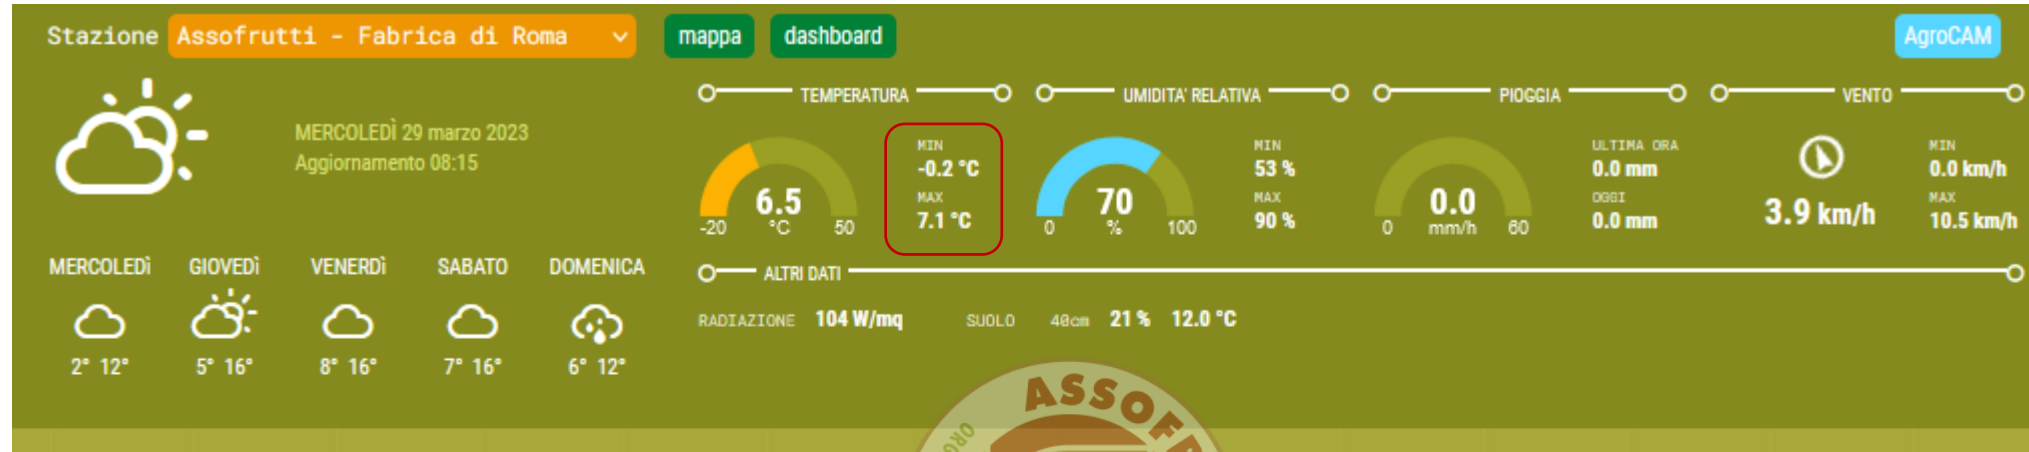 Stazione Assofrutti - Fabrica di Roma mappa dashboard AgroCAM
MERCOLEDÌ 29 marzo 2023
Aggiornamento 08:15
TEMPERATURA
6.5
°C
-20 50
MIN
-0.2 °C
MAX
7.1 °C
UMIDITA' RELATIVA
70
%
0 100
MIN
53 %
MAX
90 %
PIOGGIA
0.0
mm/h
0 60
ULTIMA ORA
0.0 mm
OGGI
0.0 mm
VENTO
3.9 km/h
MIN
0.0 km/h
MAX
10.5 km/h
MERCOLEDÌ GIOVEDÌ VENERDÌ SABATO DOMENICA
2° 12° 5° 16° 8° 16° 7° 16° 6° 12°
ALTRI DATI
RADIAZIONE 104 W/mq SUOLO 40cm 21 % 12.0 °C
ASSOF